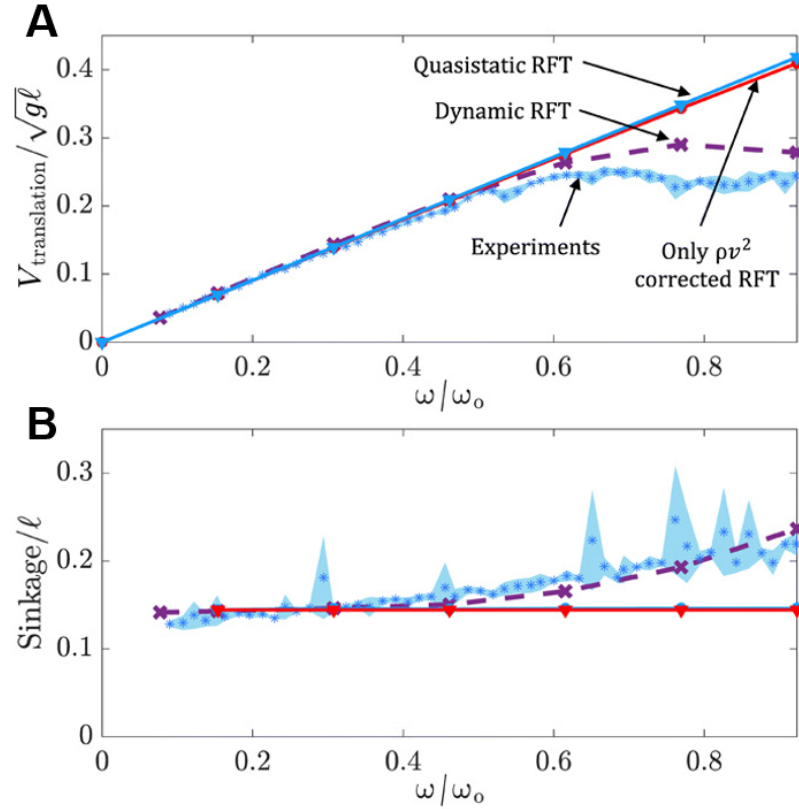 A
V_translation/√gℓ
0.4
0.3
0.2
0.1
0
Quasistatic RFT
Dynamic RFT
Experiments
Only ρv²
corrected RFT
0 0.2 0.4 0.6 0.8
ω/ω_o
B
Sinkage/ℓ
0.3
0.2
0.1
0
0 0.2 0.4 0.6 0.8
ω/ω_o